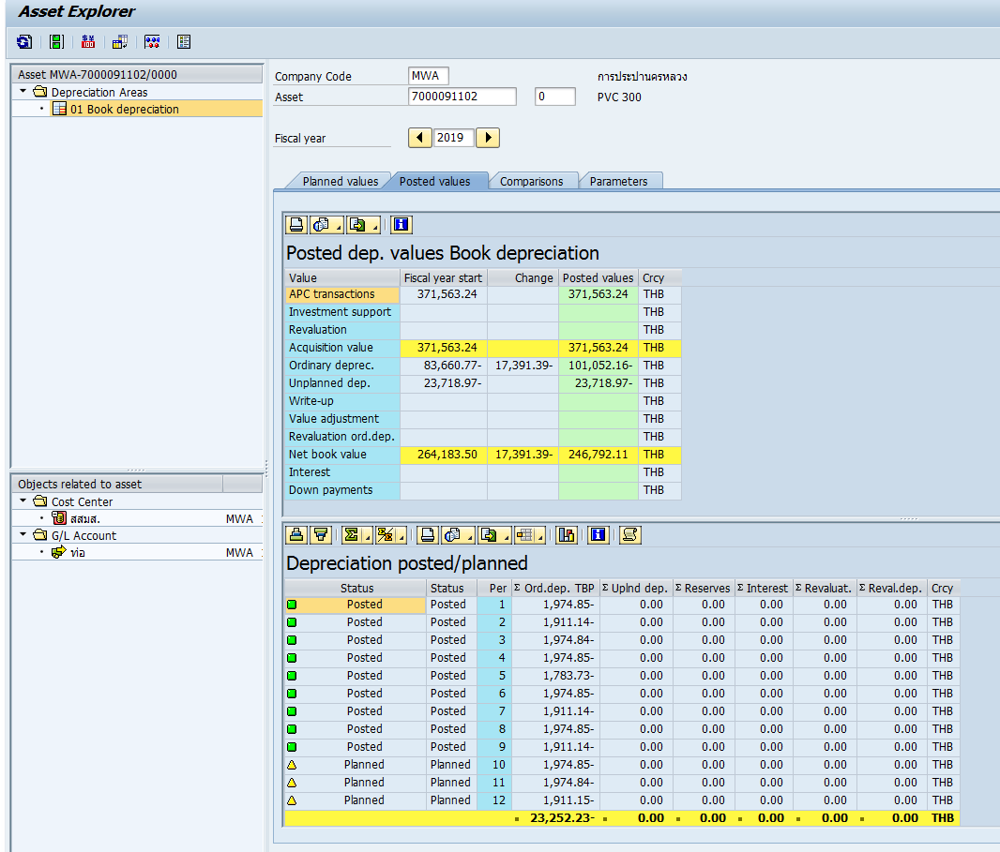 Asset Explorer
Asset MWA-7000091102/0000
Depreciation Areas
01 Book depreciation
Company Code MWA การประปานครหลวง
Asset 7000091102 0 PVC 300
Fiscal year 2019
Planned values Posted values Comparisons Parameters
Posted dep. values Book depreciation
Value Fiscal year start Change Posted values Crcy
APC transactions 371,563.24 371,563.24 THB
Investment support THB
Revaluation THB
Acquisition value 371,563.24 371,563.24 THB
Ordinary deprec. 83,660.77- 17,391.39- 101,052.16- THB
Unplanned dep. 23,718.97- 23,718.97- THB
Write-up THB
Value adjustment THB
Revaluation ord.dep. THB
Net book value 264,183.50 17,391.39- 246,792.11 THB
Interest THB
Down payments THB
Objects related to asset
Cost Center
สสมส. MWA
G/L Account
ท่อ MWA
Depreciation posted/planned
Status Status Per Σ Ord.dep. TBP Σ Uplnd dep. Σ Reserves Σ Interest Σ Revaluat. Σ Reval.dep. Crcy
Posted Posted 1 1,974.85- 0.00 0.00 0.00 0.00 0.00 THB
Posted Posted 2 1,911.14- 0.00 0.00 0.00 0.00 0.00 THB
Posted Posted 3 1,974.84- 0.00 0.00 0.00 0.00 0.00 THB
Posted Posted 4 1,974.85- 0.00 0.00 0.00 0.00 0.00 THB
Posted Posted 5 1,783.73- 0.00 0.00 0.00 0.00 0.00 THB
Posted Posted 6 1,974.85- 0.00 0.00 0.00 0.00 0.00 THB
Posted Posted 7 1,911.14- 0.00 0.00 0.00 0.00 0.00 THB
Posted Posted 8 1,974.85- 0.00 0.00 0.00 0.00 0.00 THB
Posted Posted 9 1,911.14- 0.00 0.00 0.00 0.00 0.00 THB
Planned Planned 10 1,974.85- 0.00 0.00 0.00 0.00 0.00 THB
Planned Planned 11 1,974.84- 0.00 0.00 0.00 0.00 0.00 THB
Planned Planned 12 1,911.15- 0.00 0.00 0.00 0.00 0.00 THB
23,252.23- 0.00 0.00 0.00 0.00 0.00 THB